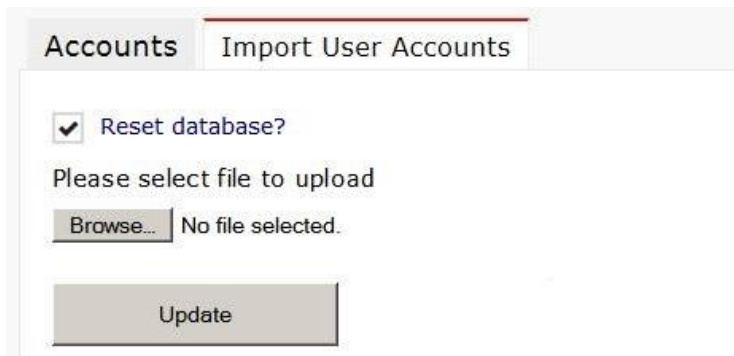 Accounts Import User Accounts
Reset database?
Please select file to upload
Browse... No file selected.
Update